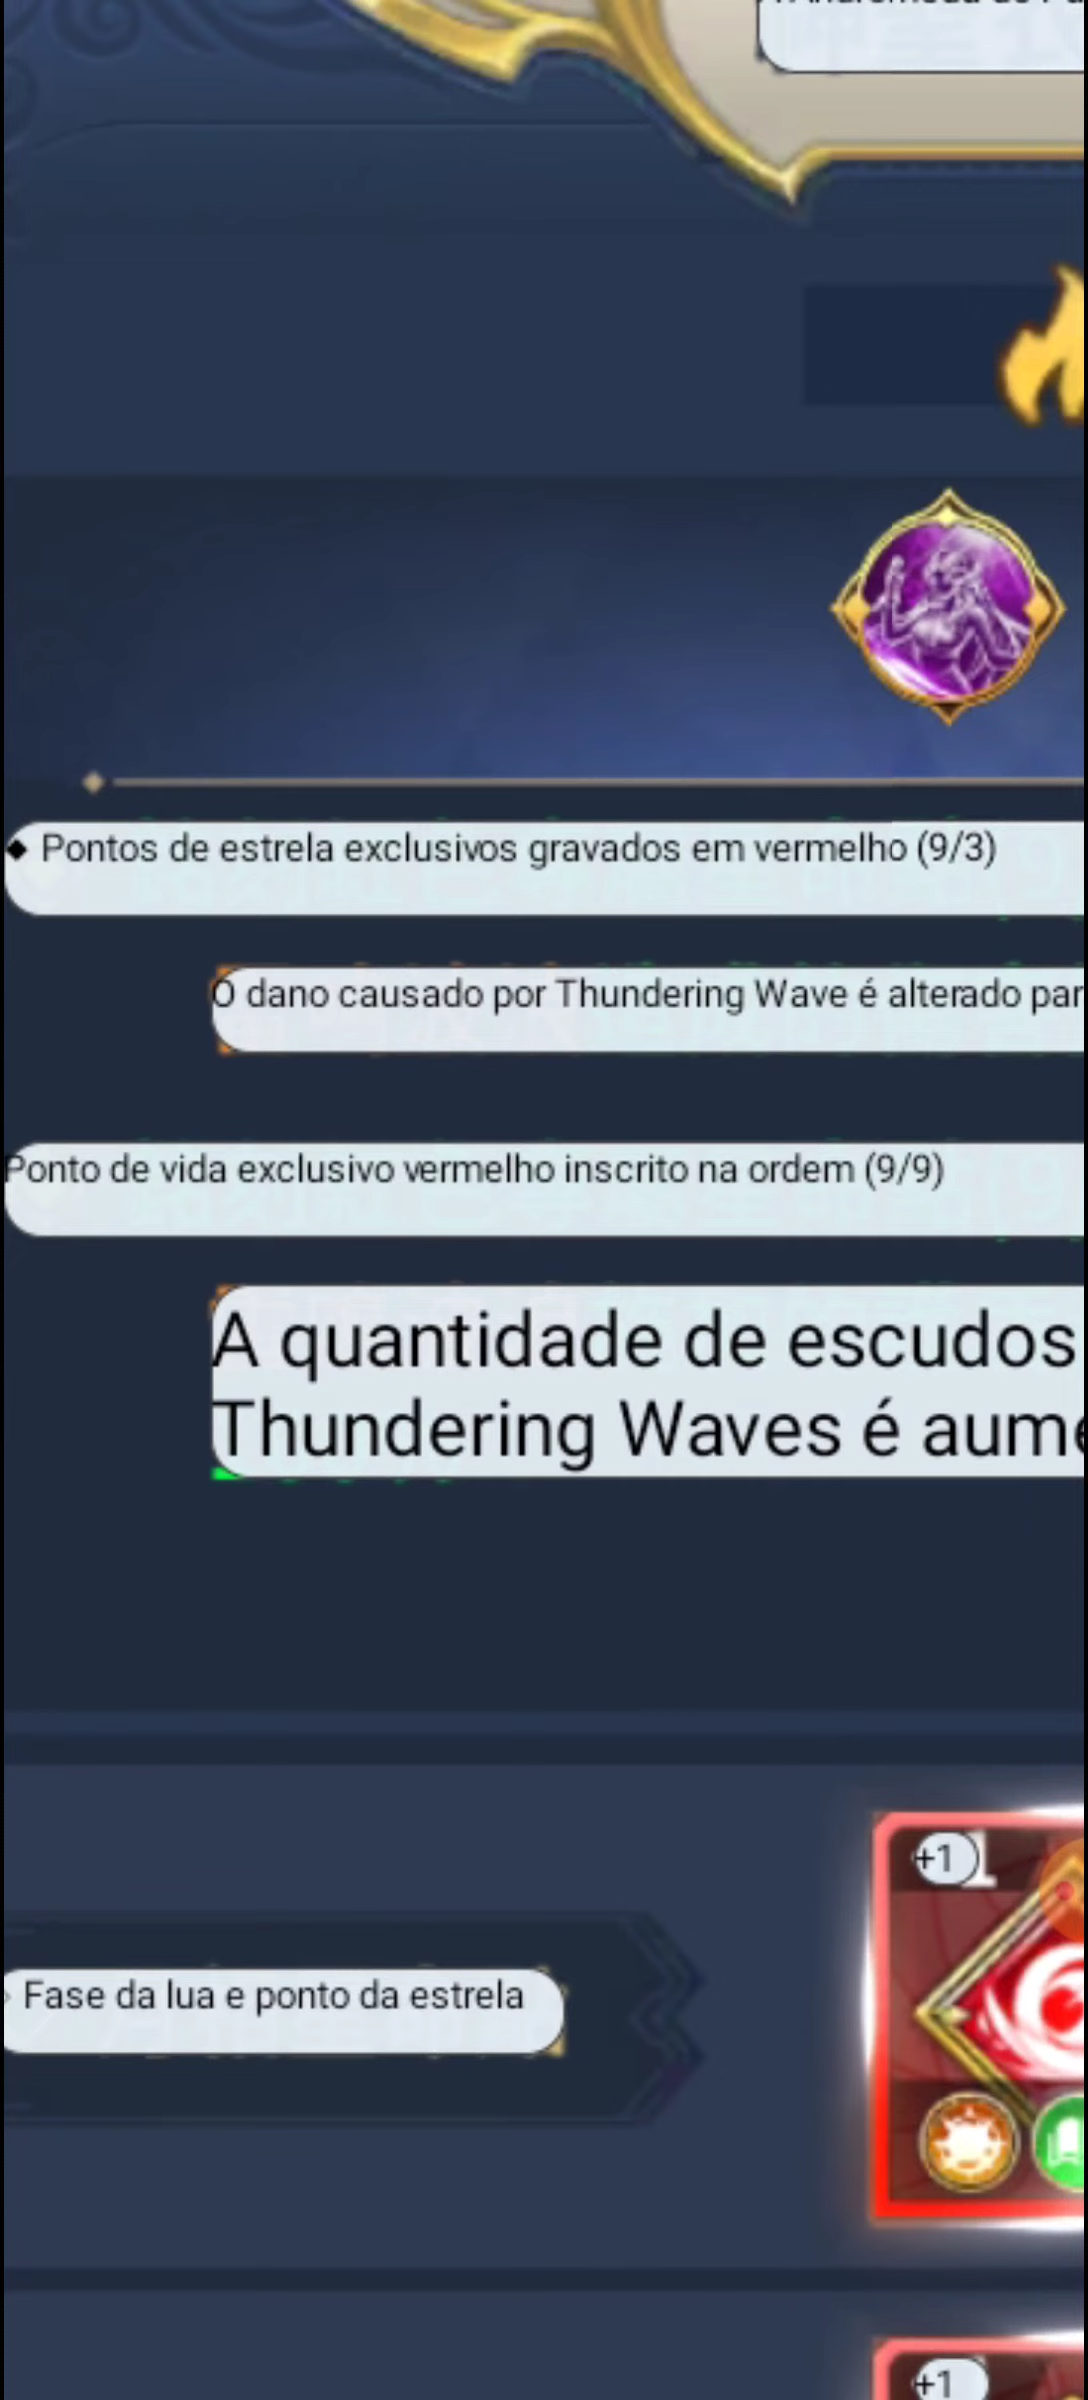 ◆ Pontos de estrela exclusivos gravados em vermelho (9/3)
O dano causado por Thundering Wave é alterado par
Ponto de vida exclusivo vermelho inscrito na ordem (9/9)
A quantidade de escudos
Thundering Waves é aume
+1
Fase da lua e ponto da estrela
+1